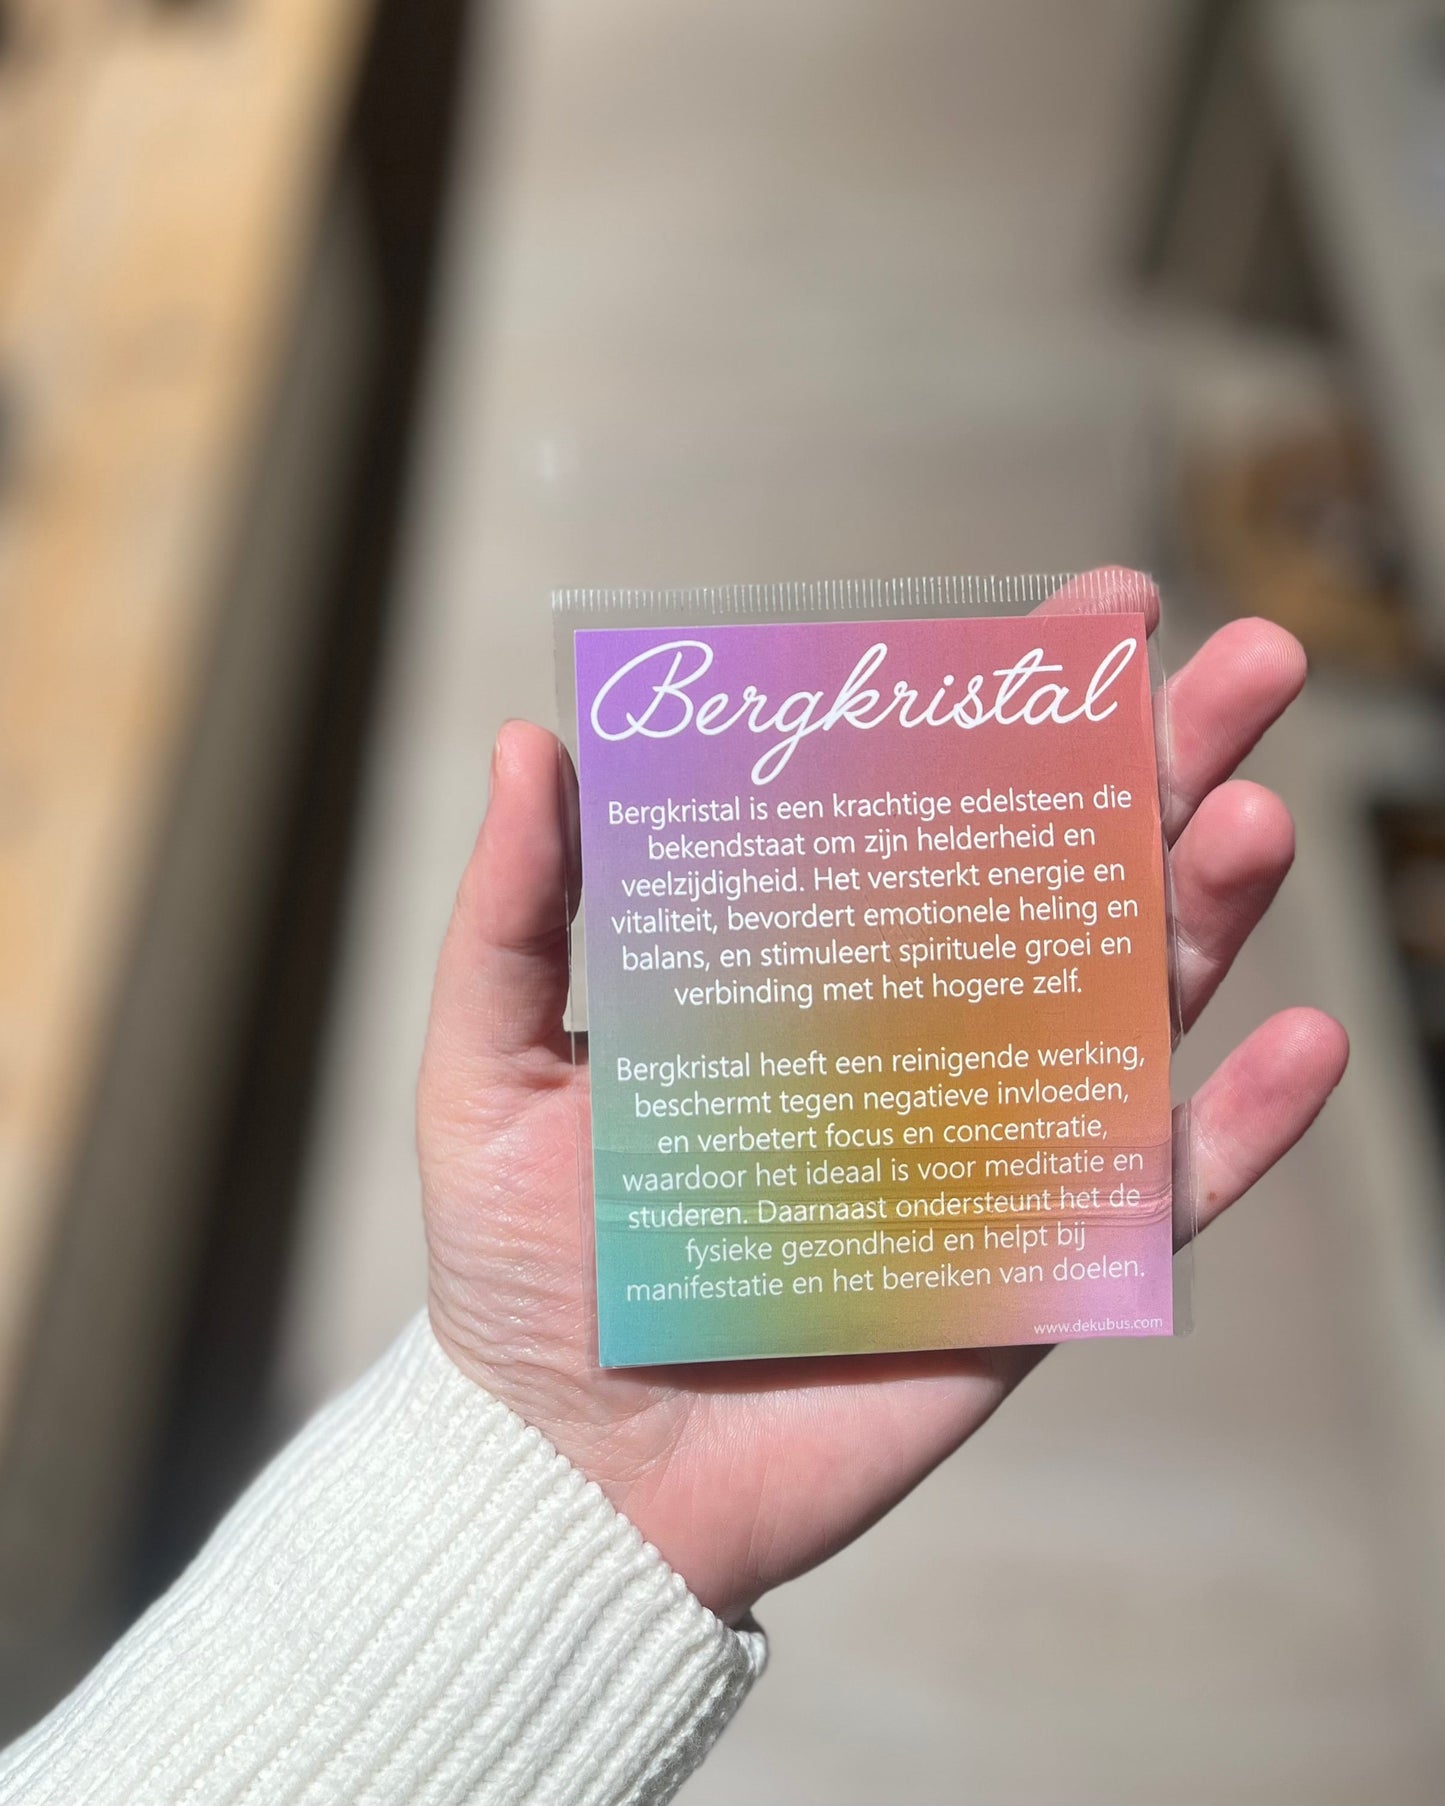 Bergkristal
Bergkristal is een krachtige edelsteen die
bekendstaat om zijn helderheid en
veelzijdigheid. Het versterkt energie en
vitaliteit, bevordert emotionele heling en
balans, en stimuleert spirituele groei en
verbinding met het hogere zelf.
Bergkristal heeft een reinigende werking,
beschermt tegen negatieve invloeden,
en verbetert focus en concentratie,
waardoor het ideaal is voor meditatie en
studeren. Daarnaast ondersteunt het de
fysieke gezondheid en helpt bij
manifestatie en het bereiken van doelen.
www.dekubus.com